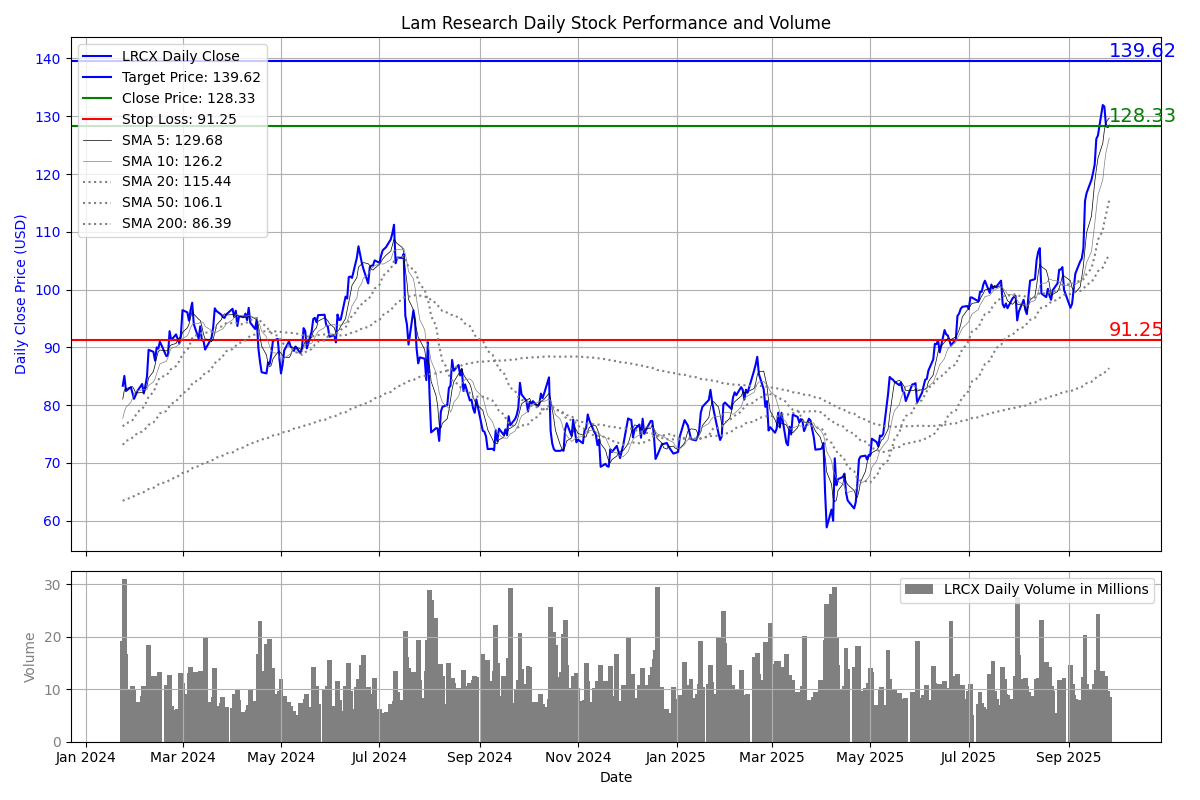 Lam Research Daily Stock Performance and Volume
LRCX Daily Close
Target Price: 139.62
Close Price: 128.33
Stop Loss: 91.25
SMA 5: 129.68
SMA 10: 126.2
SMA 20: 115.44
SMA 50: 106.1
SMA 200: 86.39
139.62
128.33
91.25
140
130
120
110
100
90
80
70
60
Daily Close Price (USD)
LRCX Daily Volume in Millions
30
20
10
0
Volume
Jan 2024 Mar 2024 May 2024 Jul 2024 Sep 2024 Nov 2024 Jan 2025 Mar 2025 May 2025 Jul 2025 Sep 2025
Date